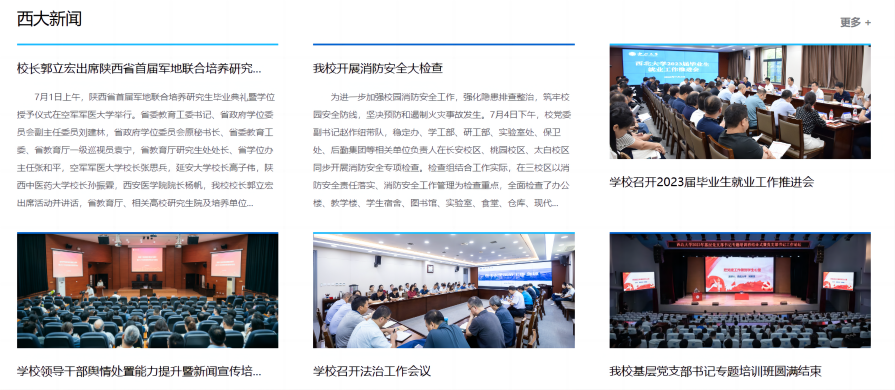 西大新闻
更多 +
校长郭立宏出席陕西省首届军地联合培养研究...
7月1日上午，陕西省首届军地联合培养研究生毕业典礼暨学位
授予仪式在空军军医大学举行。省委教育工委书记、省政府学位委
员会副主任委员刘建林，省政府学位委员会原秘书长、省委教育工
委、省教育厅一级巡视员袁宁，省教育厅研究生处处长、省学位办
主任张和平，空军军医大学校长张思兵，延安大学校长高子伟，陕
西中医药大学校长孙振霖，西安医学院院长杨帆，我校校长郭立宏
出席活动并讲话，省教育厅、相关高校研究生院及培养单位...
我校开展消防安全大检查
为进一步加强校园消防安全工作，强化隐患排查整治，筑牢校
园安全防线，坚决预防和遏制火灾事故发生。7月4日下午，校党委
副书记赵作纽带队，稳定办、学工部、研工部、实验室处、保卫
处、后勤集团等相关单位负责人在长安校区、桃园校区、太白校区
同步开展消防安全专项检查。检查组结合工作实际，在三校区以消
防安全责任落实、消防安全工作管理为检查重点，全面检查了办公
楼、教学楼、学生宿舍、图书馆、实验室、食堂、仓库、现代...
西北大学2023届毕业生
就业工作推进会
学校召开2023届毕业生就业工作推进会
学校领导干部舆情处置能力提升暨新闻宣传培...
学校召开法治工作会议
我校基层党支部书记专题培训班圆满结束